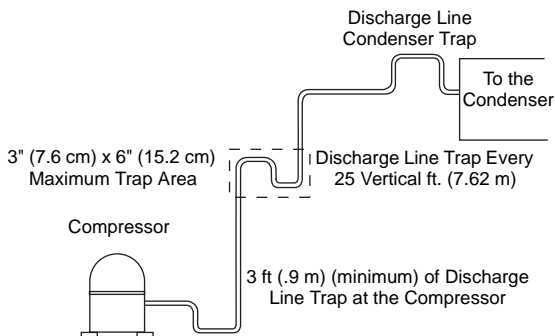 Discharge Line
Condenser Trap
To the
Condenser
3" (7.6 cm) x 6" (15.2 cm)
Maximum Trap Area
Discharge Line Trap Every
25 Vertical ft. (7.62 m)
Compressor
3 ft (.9 m) (minimum) of Discharge
Line Trap at the Compressor